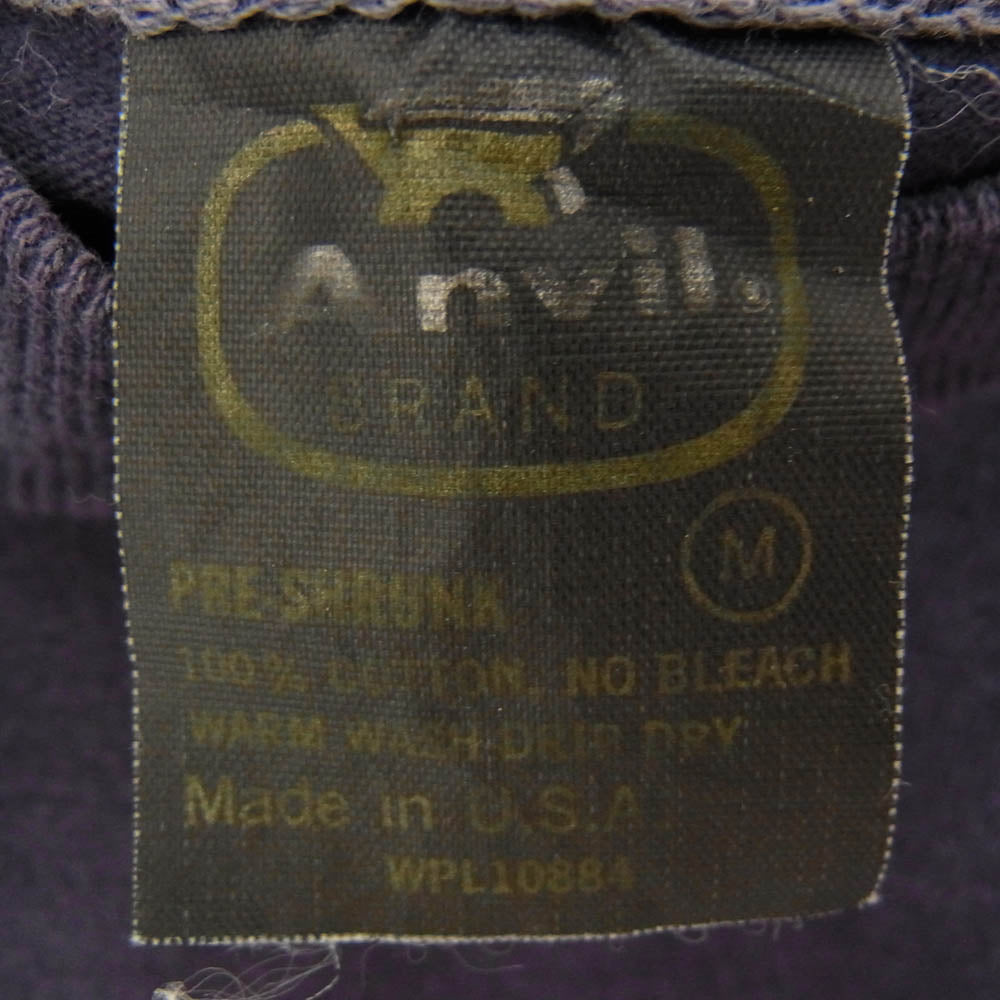 Anvil®
BRAND
M
PRE-SHRUNK
100% COTTON, NO BLEACH
WARM WASH-DRIP DRY
Made in U.S.A.
WPL10884